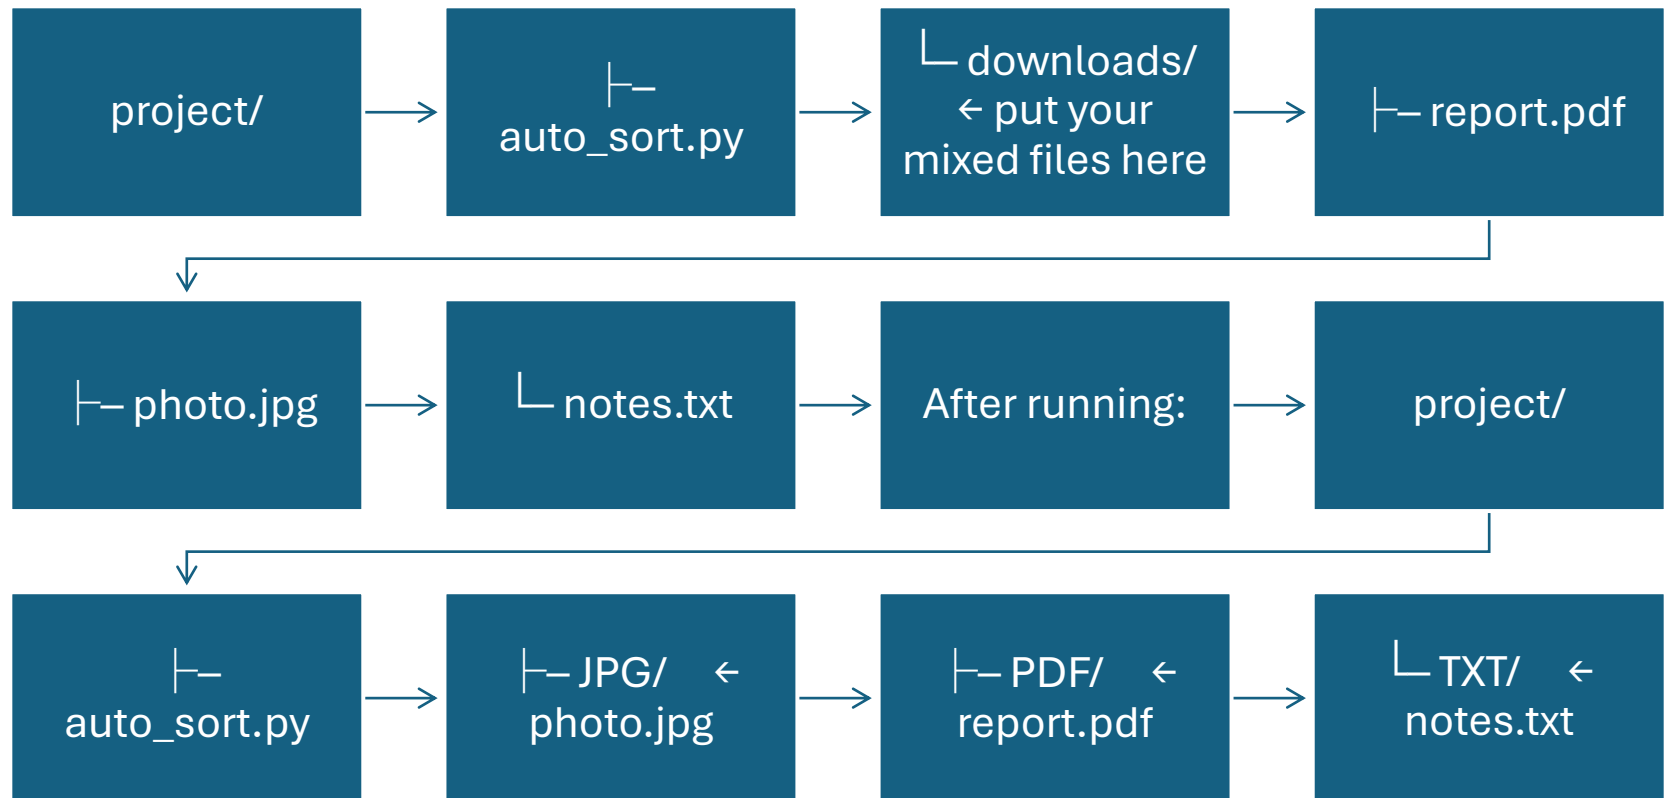 project/
├─
auto_sort.py
└─ downloads/
← put your
mixed files here
├─ report.pdf
├─ photo.jpg
└─ notes.txt
After running:
project/
├─
auto_sort.py
├─ JPG/ ←
photo.jpg
├─ PDF/ ←
report.pdf
└─ TXT/ ←
notes.txt